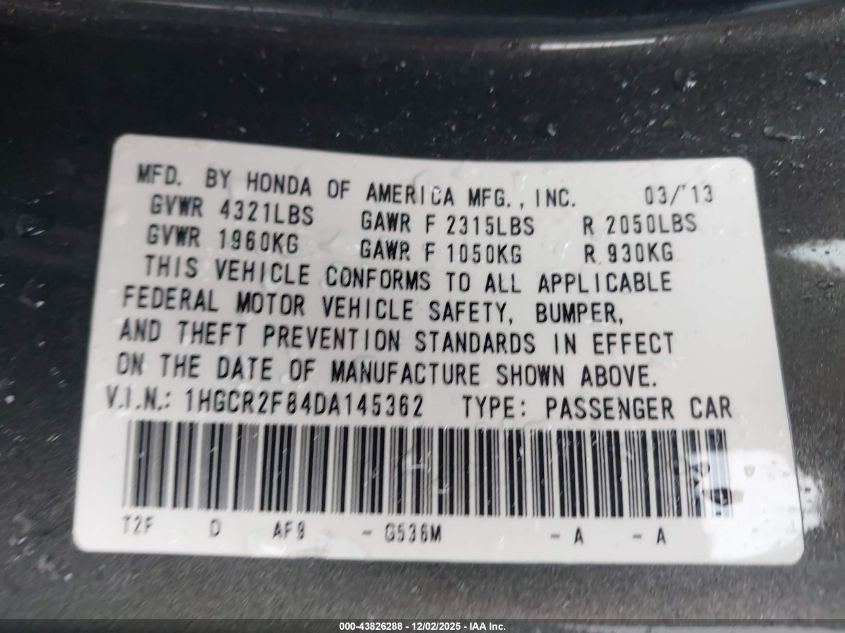 MFD. BY HONDA OF AMERICA MFG., INC. 03/13
GVWR 4321LBS GAWR F 2315LBS R 2050LBS
GVWR 1960KG GAWR F 1050KG R 930KG
THIS VEHICLE CONFORMS TO ALL APPLICABLE
FEDERAL MOTOR VEHICLE SAFETY, BUMPER,
AND THEFT PREVENTION STANDARDS IN EFFECT
ON THE DATE OF MANUFACTURE SHOWN ABOVE.
V.I.N.: 1HGCR2F84DA145362 TYPE: PASSENGER CAR
T2F D AF9 - G536M - A - A
000-43826288 - 12/02/2025 - IAA Inc.